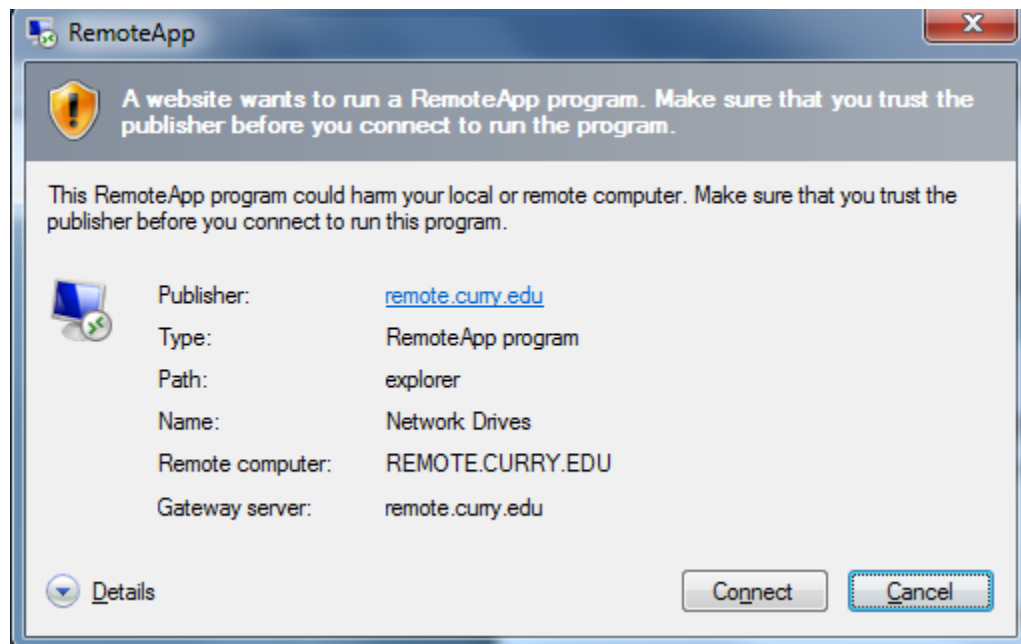 RemoteApp
A website wants to run a RemoteApp program. Make sure that you trust the
publisher before you connect to run the program.
This RemoteApp program could harm your local or remote computer. Make sure that you trust the
publisher before you connect to run this program.
Publisher: remote.curry.edu
Type: RemoteApp program
Path: explorer
Name: Network Drives
Remote computer: REMOTE.CURRY.EDU
Gateway server: remote.curry.edu
Details Connect Cancel